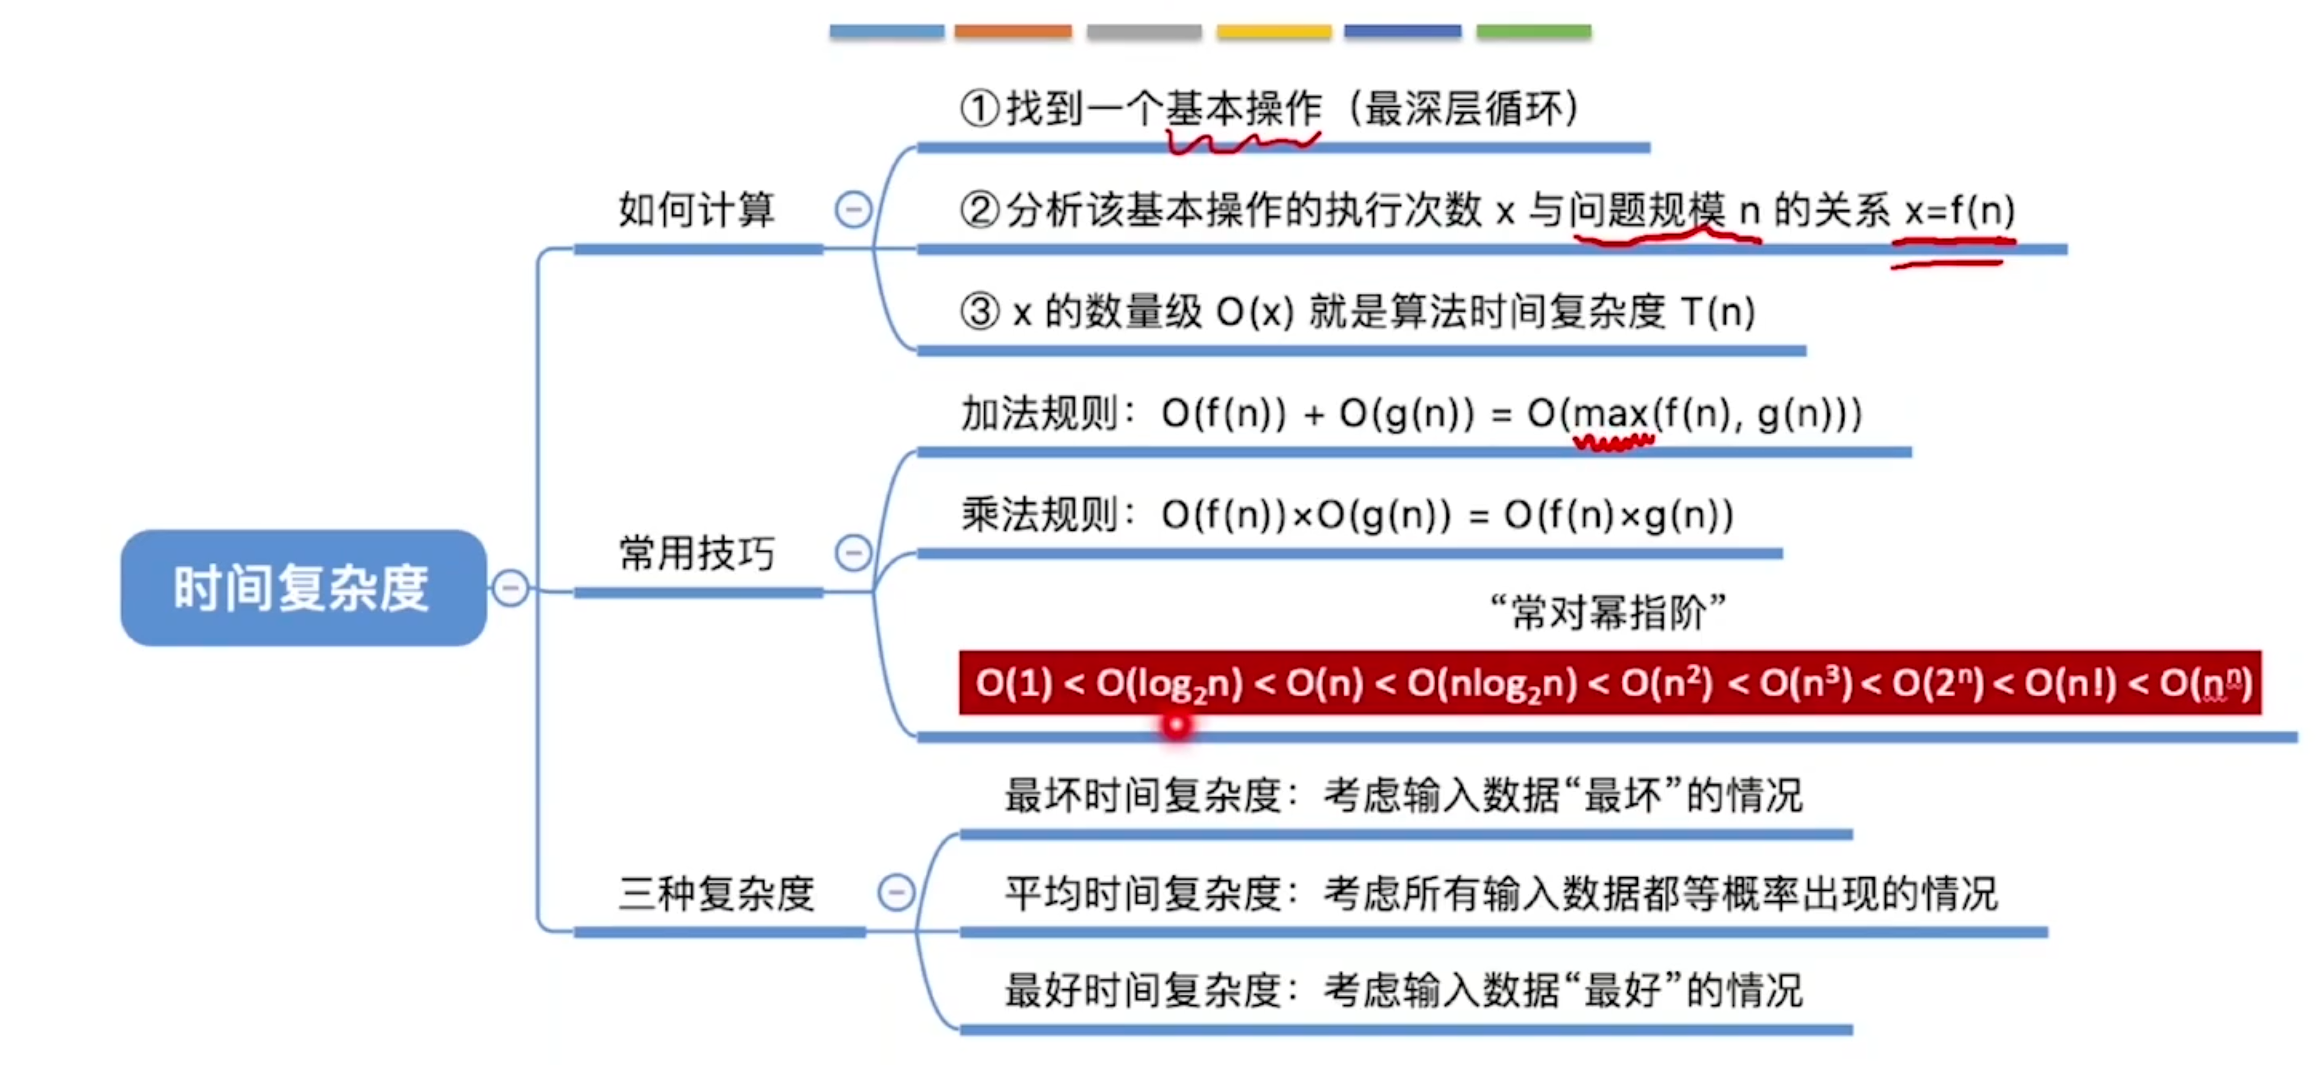 ①找到一个基本操作（最深层循环）
如何计算
②分析该基本操作的执行次数 x 与问题规模 n 的关系 x=f(n)
③ x 的数量级 O(x) 就是算法时间复杂度 T(n)
加法规则：O(f(n)) + O(g(n)) = O(max(f(n), g(n)))
乘法规则：O(f(n))×O(g(n)) = O(f(n)×g(n))
常用技巧
时间复杂度
“常对幂指阶”
O(1) < O(log₂n) < O(n) < O(nlog₂n) < O(n²) < O(n³) < O(2ⁿ) < O(n!) < O(nⁿ)
最坏时间复杂度：考虑输入数据“最坏”的情况
三种复杂度
平均时间复杂度：考虑所有输入数据都等概率出现的情况
最好时间复杂度：考虑输入数据“最好”的情况